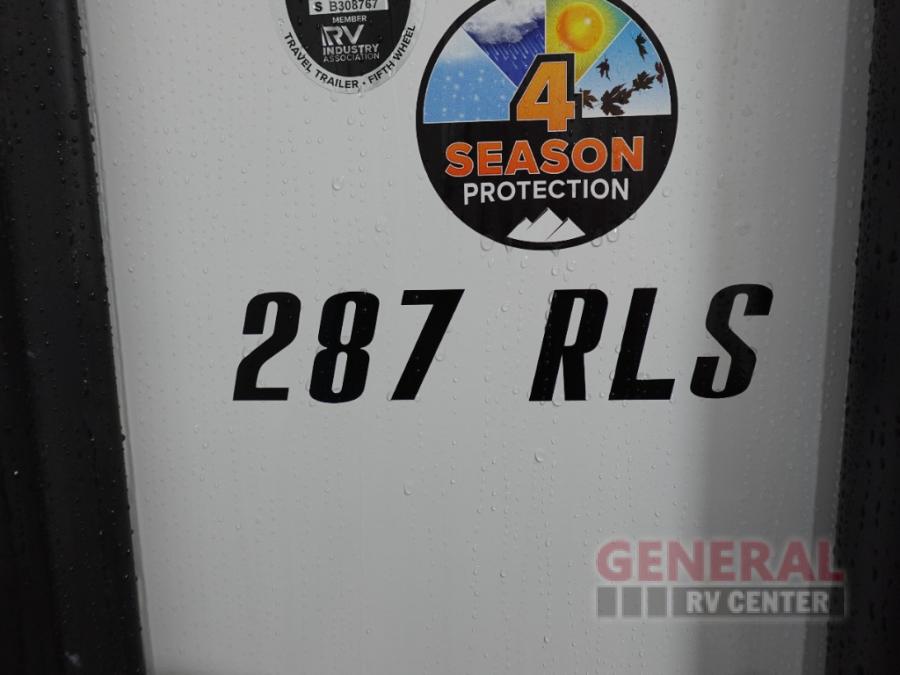 S B308767
MEMBER
RV
INDUSTRY
ASSOCIATION
TRAVEL TRAILER • FIFTH WHEEL
4
SEASON
PROTECTION
287 RLS
GENERAL
RV CENTER